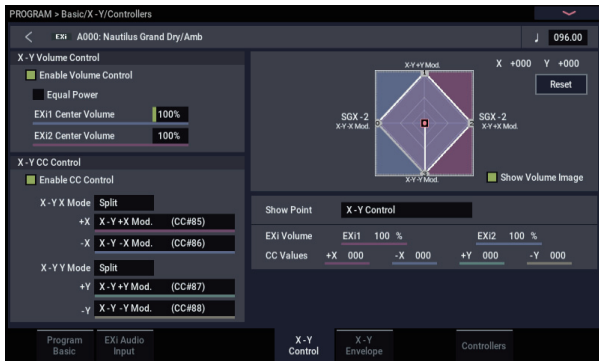 PROGRAM > Basic/X-Y/Controllers
< EXi A000: Nautilus Grand Dry/Amb ♩ 096.00
X-Y Volume Control
Enable Volume Control
Equal Power
EXi1 Center Volume 100%
EXi2 Center Volume 100%
X-Y CC Control
Enable CC Control
X-Y X Mode Split
+X X-Y +X Mod. (CC#85)
-X X-Y -X Mod. (CC#86)
X-Y Y Mode Split
+Y X-Y +Y Mod. (CC#87)
-Y X-Y -Y Mod. (CC#88)
X-Y+Y Mod.
X +000 Y +000
Reset
SGX-2
X-Y-X Mod.
SGX-2
X-Y+X Mod.
X-Y-Y Mod.
Show Volume Image
Show Point X-Y Control
EXi Volume EXi1 100 % EXi2 100 %
CC Values +X 000 -X 000 +Y 000 -Y 000
Program Basic
EXi Audio Input
X-Y Control
X-Y Envelope
Controllers